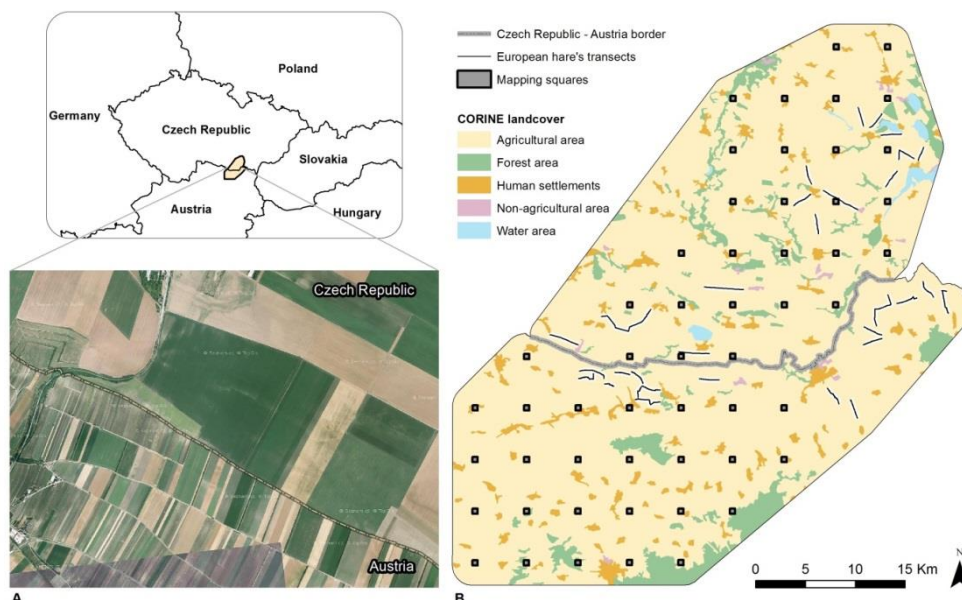 Poland
Germany
Czech Republic
Slovakia
Austria
Hungary
Czech Republic
Austria
A
Czech Republic - Austria border
European hare's transects
Mapping squares
CORINE landcover
Agricultural area
Forest area
Human settlements
Non-agricultural area
Water area
N
0 5 10 15 Km
B